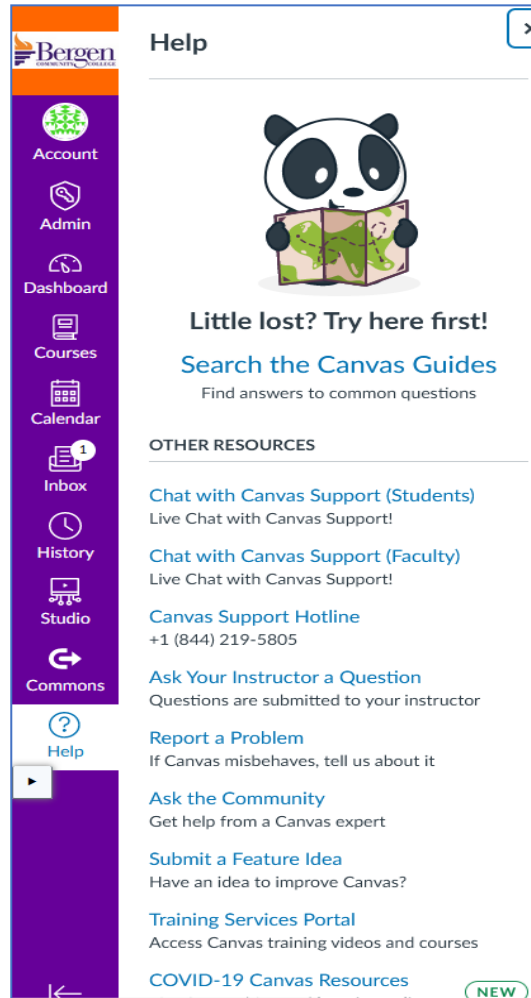 Bergen
COMMUNITY COLLEGE
Account
Admin
Dashboard
Courses
Calendar
1
Inbox
History
Studio
Commons
Help
Help
Little lost? Try here first!
Search the Canvas Guides
Find answers to common questions
OTHER RESOURCES
Chat with Canvas Support (Students)
Live Chat with Canvas Support!
Chat with Canvas Support (Faculty)
Live Chat with Canvas Support!
Canvas Support Hotline
+1 (844) 219-5805
Ask Your Instructor a Question
Questions are submitted to your instructor
Report a Problem
If Canvas misbehaves, tell us about it
Ask the Community
Get help from a Canvas expert
Submit a Feature Idea
Have an idea to improve Canvas?
Training Services Portal
Access Canvas training videos and courses
COVID-19 Canvas Resources
NEW